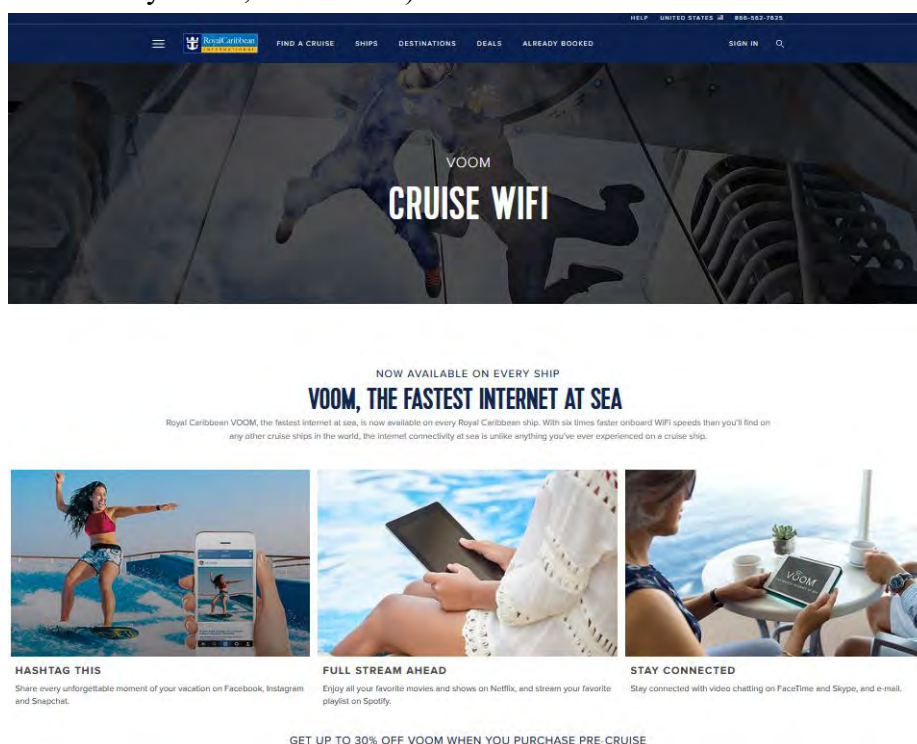 HELP UNITED STATES 866-562-7625
RoyalCaribbean FIND A CRUISE SHIPS DESTINATIONS DEALS ALREADY BOOKED SIGN IN
INTERNATIONAL
VOOM
CRUISE WIFI
NOW AVAILABLE ON EVERY SHIP
VOOM, THE FASTEST INTERNET AT SEA
Royal Caribbean VOOM, the fastest internet at sea, is now available on every Royal Caribbean ship. With six times faster onboard WiFi speeds than you'll find on
any other cruise ships in the world, the internet connectivity at sea is unlike anything you've ever experienced on a cruise ship.
VOOM
HASHTAG THIS
Share every unforgettable moment of your vacation on Facebook, Instagram
and Snapchat.
FULL STREAM AHEAD
Enjoy all your favorite movies and shows on Netflix, and stream your favorite
playlist on Spotify.
STAY CONNECTED
Stay connected with video chatting on FaceTime and Skype, and e-mail.
GET UP TO 30% OFF VOOM WHEN YOU PURCHASE PRE-CRUISE